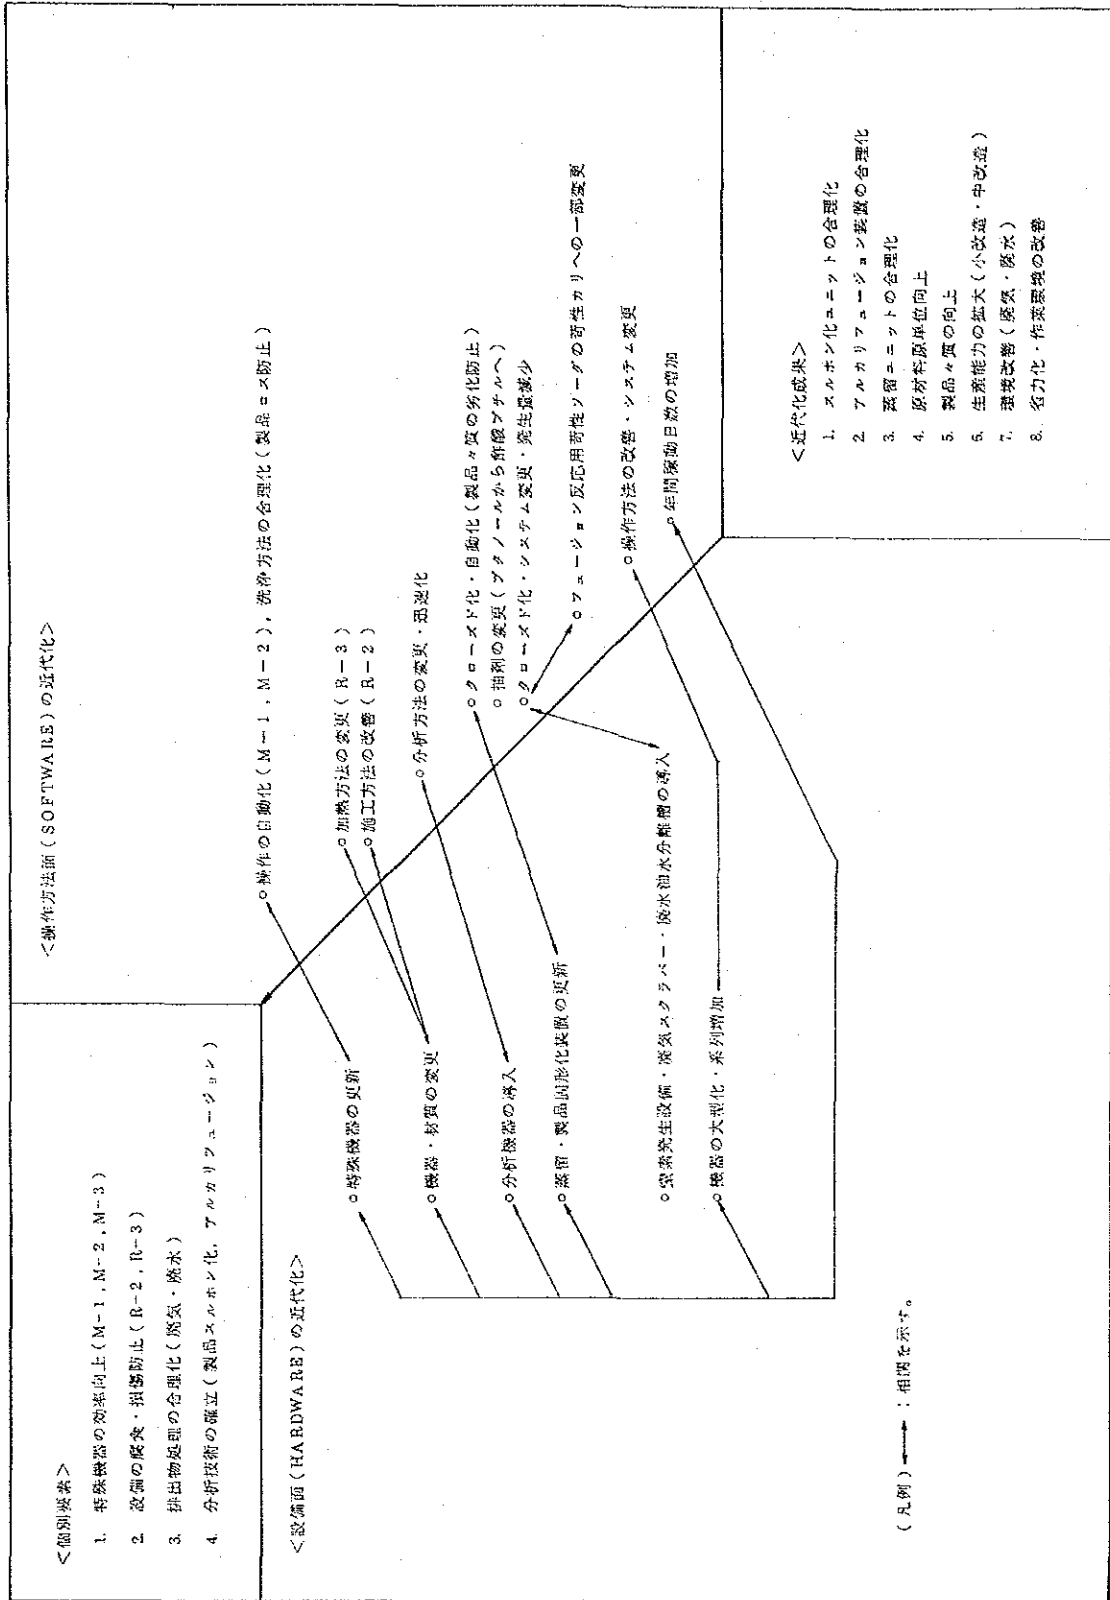 <個別要素>
1. 特殊機器の効率向上(M-1, M-2, M-3)
2. 設備の腐食・損傷防止(R-2, R-3)
3. 排出物処理の合理化(廃気・廃水)
4. 分析技術の確立(製品スルホン化, アルカリフュージョン)
<操作方法面(SOFTWARE)の近代化>
○操作の自動化(M-1, M-2), 洗浄方法の合理化(製品ロス防止)
○加熱方法の変更(R-3)
○施工方法の改善(R-2)
○分析方法の変更・迅速化
○クローズド化・自動化(製品々質の劣化防止)
○抽剤の変更(ブタノールから酢酸ブチルへ)
○クローズド化・システム変更・発生量減少
○フュージョン反応用苛性ソーダの苛性カリへの一部変更
○操作方法の改善・システム変更
○年間稼動日数の増加
<設備面(HARDWARE)の近代化>
○特殊機器の更新
○機器・材質の変更
○分析機器の導入
○蒸留・製品固形化装置の更新
○窒素発生設備・廃気スクラバー・廃水油水分離槽の導入
○機器の大型化・系列増加
(凡例)←→:相関を示す。
<近代化成果>
1. スルホン化ユニットの合理化
2. アルカリフュージョン装置の合理化
3. 蒸留ユニットの合理化
4. 原材料原単位向上
5. 製品々質の向上
6. 生産能力の拡大(小改造・中改造)
7. 環境改善(廃気・廃水)
8. 省力化・作業環境の改善